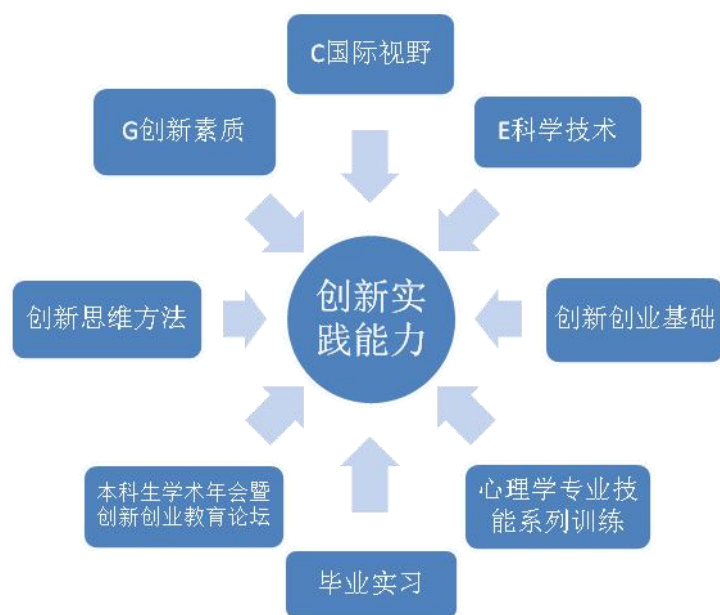 C国际视野
G创新素质
E科学技术
创新思维方法
创新实
践能力
创新创业基础
本科生学术年会暨
创新创业教育论坛
心理学专业技
能系列训练
毕业实习